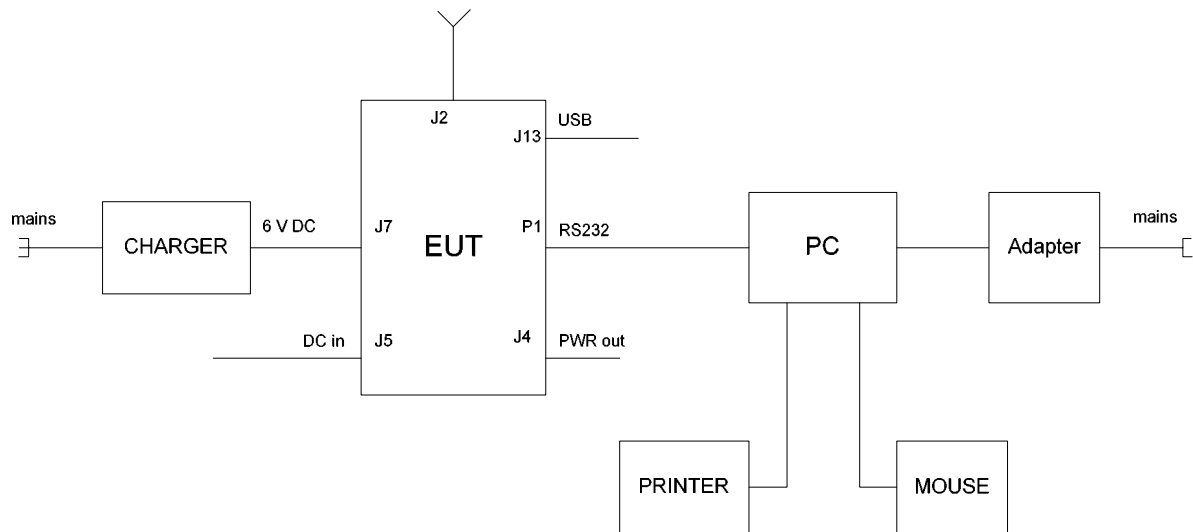 J2
J13
USB
mains
CHARGER
6 V DC
J7
EUT
P1
RS232
PC
Adapter
mains
DC in
J5
J4
PWR out
PRINTER
MOUSE